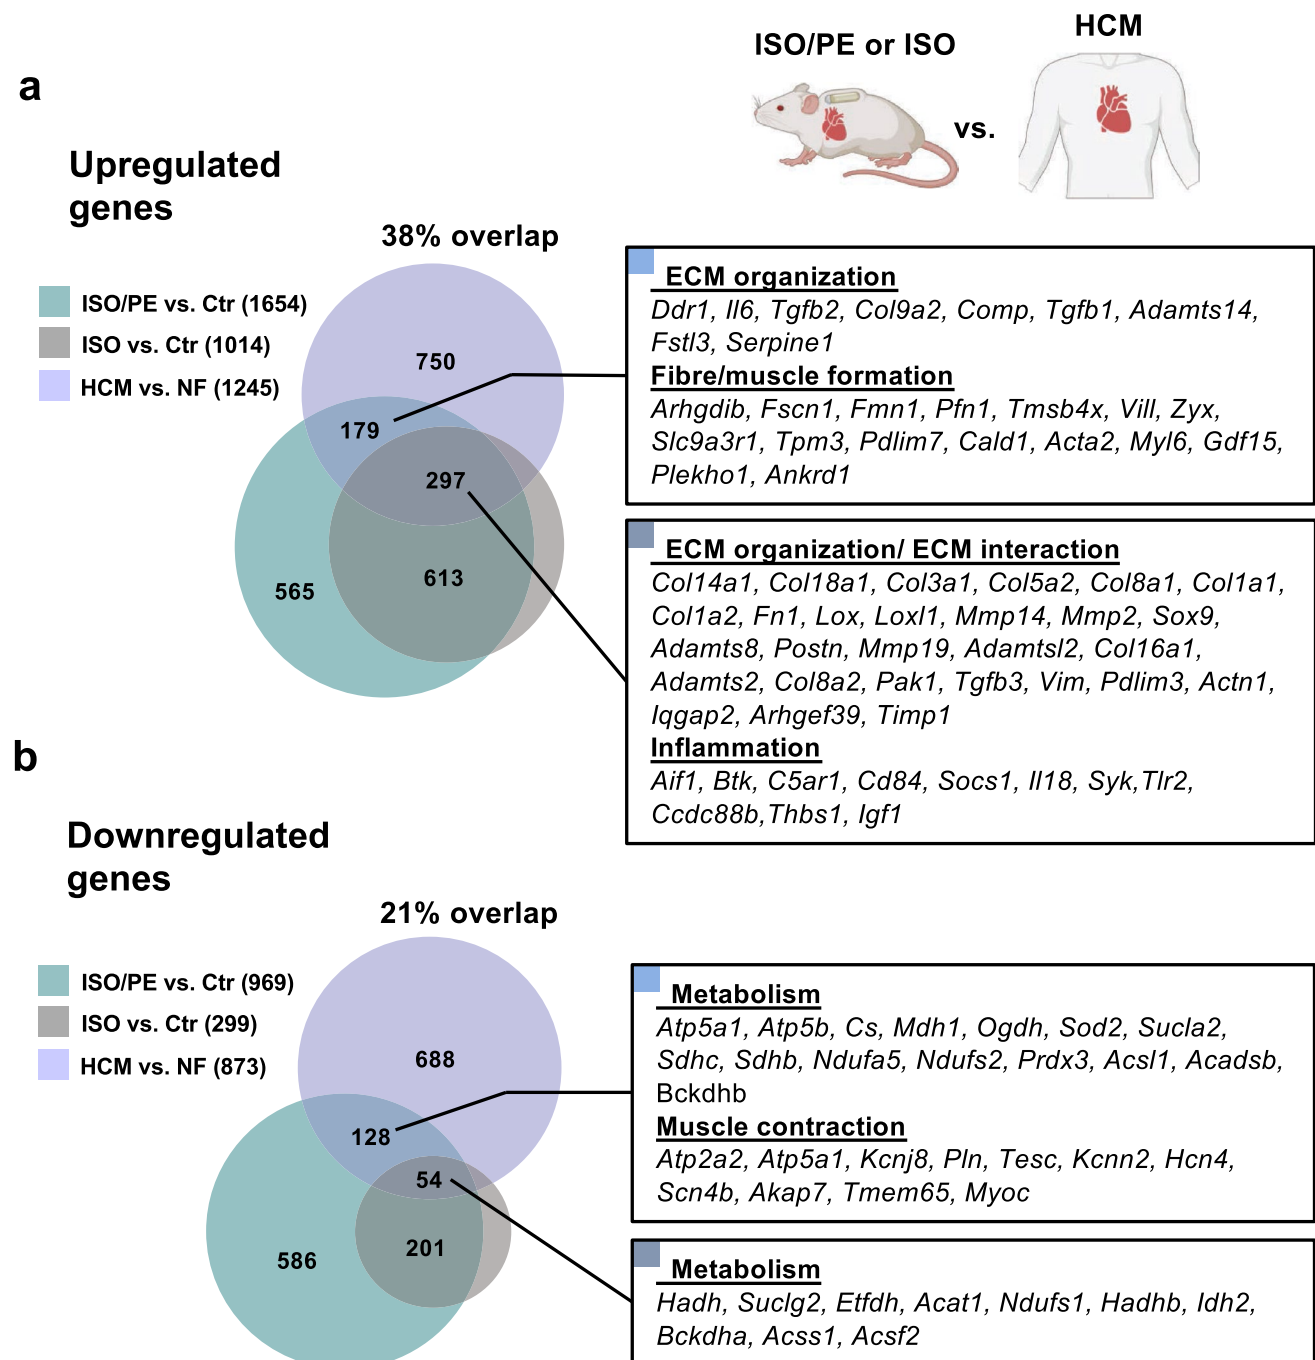 ISO/PE or ISO
HCM
vs.
a
Upregulated
genes
38% overlap
ISO/PE vs. Ctr (1654)
ISO vs. Ctr (1014)
HCM vs. NF (1245)
750
179
297
613
565
ECM organization
Ddr1, Il6, Tgfb2, Col9a2, Comp, Tgfb1, Adamts14,
Fstl3, Serpine1
Fibre/muscle formation
Arhgdib, Fscn1, Fmn1, Pfn1, Tmsb4x, Vill, Zyx,
Slc9a3r1, Tpm3, Pdlim7, Cald1, Acta2, Myl6, Gdf15,
Plekho1, Ankrd1
ECM organization/ ECM interaction
Col14a1, Col18a1, Col3a1, Col5a2, Col8a1, Col1a1,
Col1a2, Fn1, Lox, Loxl1, Mmp14, Mmp2, Sox9,
Adamts8, Postn, Mmp19, Adamtsl2, Col16a1,
Adamts2, Col8a2, Pak1, Tgfb3, Vim, Pdlim3, Actn1,
Iqgap2, Arhgef39, Timp1
Inflammation
Aif1, Btk, C5ar1, Cd84, Socs1, Il18, Syk,Tlr2,
Ccdc88b,Thbs1, Igf1
b
Downregulated
genes
21% overlap
ISO/PE vs. Ctr (969)
ISO vs. Ctr (299)
HCM vs. NF (873)
688
128
54
201
586
Metabolism
Atp5a1, Atp5b, Cs, Mdh1, Ogdh, Sod2, Sucla2,
Sdhc, Sdhb, Ndufa5, Ndufs2, Prdx3, Acsl1, Acadsb,
Bckdhb
Muscle contraction
Atp2a2, Atp5a1, Kcnj8, Pln, Tesc, Kcnn2, Hcn4,
Scn4b, Akap7, Tmem65, Myoc
Metabolism
Hadh, Suclg2, Etfdh, Acat1, Ndufs1, Hadhb, Idh2,
Bckdha, Acss1, Acsf2